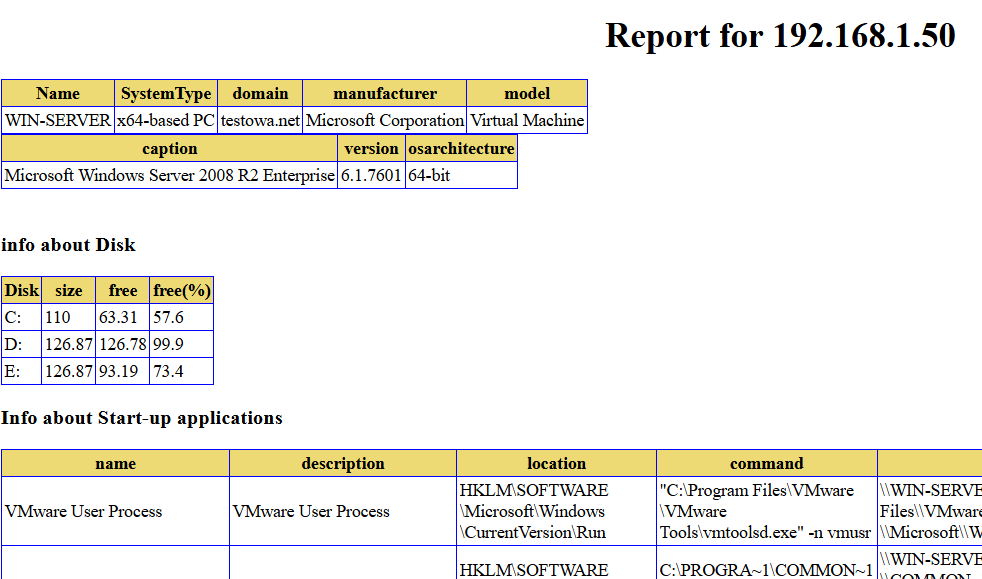 Report for 192.168.1.50
Name SystemType domain manufacturer model
WIN-SERVER x64-based PC testowa.net Microsoft Corporation Virtual Machine
caption version osarchitecture
Microsoft Windows Server 2008 R2 Enterprise 6.1.7601 64-bit
info about Disk
Disk size free free(%)
C: 110 63.31 57.6
D: 126.87 126.78 99.9
E: 126.87 93.19 73.4
Info about Start-up applications
name description location command
HKLM\SOFTWARE "C:\Program Files\VMware \\WIN-SERVE
VMware User Process VMware User Process \Microsoft\Windows \VMware Files\\VMware
\CurrentVersion\Run Tools\vmtoolsd.exe" -n vmusr \\Microsoft\\W
\\WIN-SERVE
HKLM\SOFTWARE C:\PROGRA~1\COMMON~1
\\COMMON